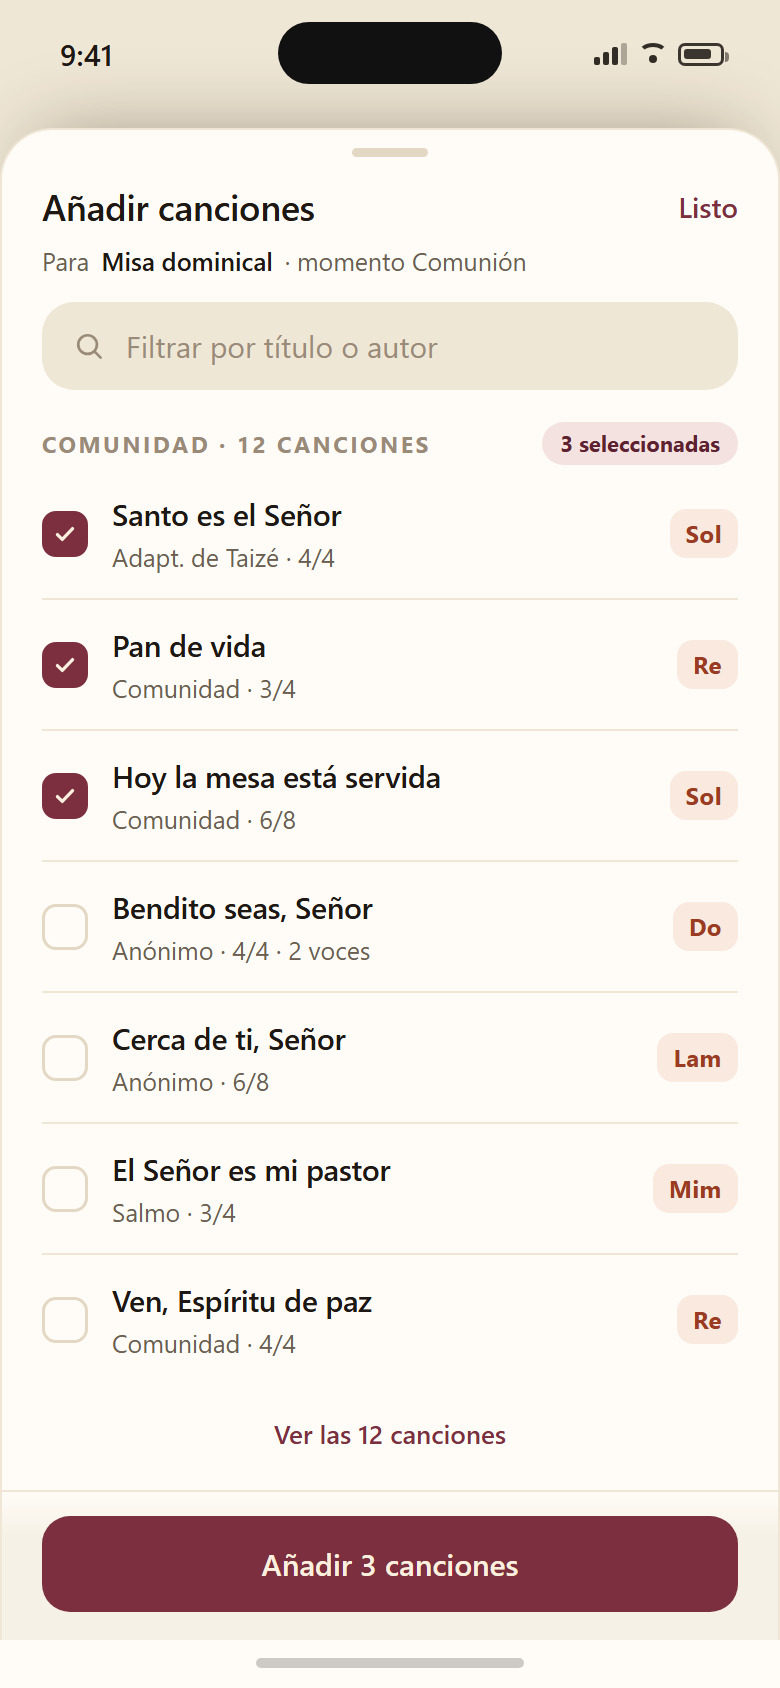 9:41
Añadir canciones
Listo
Para Misa dominical · momento Comunión
Filtrar por título o autor
COMUNIDAD · 12 CANCIONES
3 seleccionadas
Santo es el Señor
Adapt. de Taizé · 4/4
Sol
Pan de vida
Comunidad · 3/4
Re
Hoy la mesa está servida
Comunidad · 6/8
Sol
Bendito seas, Señor
Anónimo · 4/4 · 2 voces
Do
Cerca de ti, Señor
Anónimo · 6/8
Lam
El Señor es mi pastor
Salmo · 3/4
Mim
Ven, Espíritu de paz
Comunidad · 4/4
Re
Ver las 12 canciones
Añadir 3 canciones